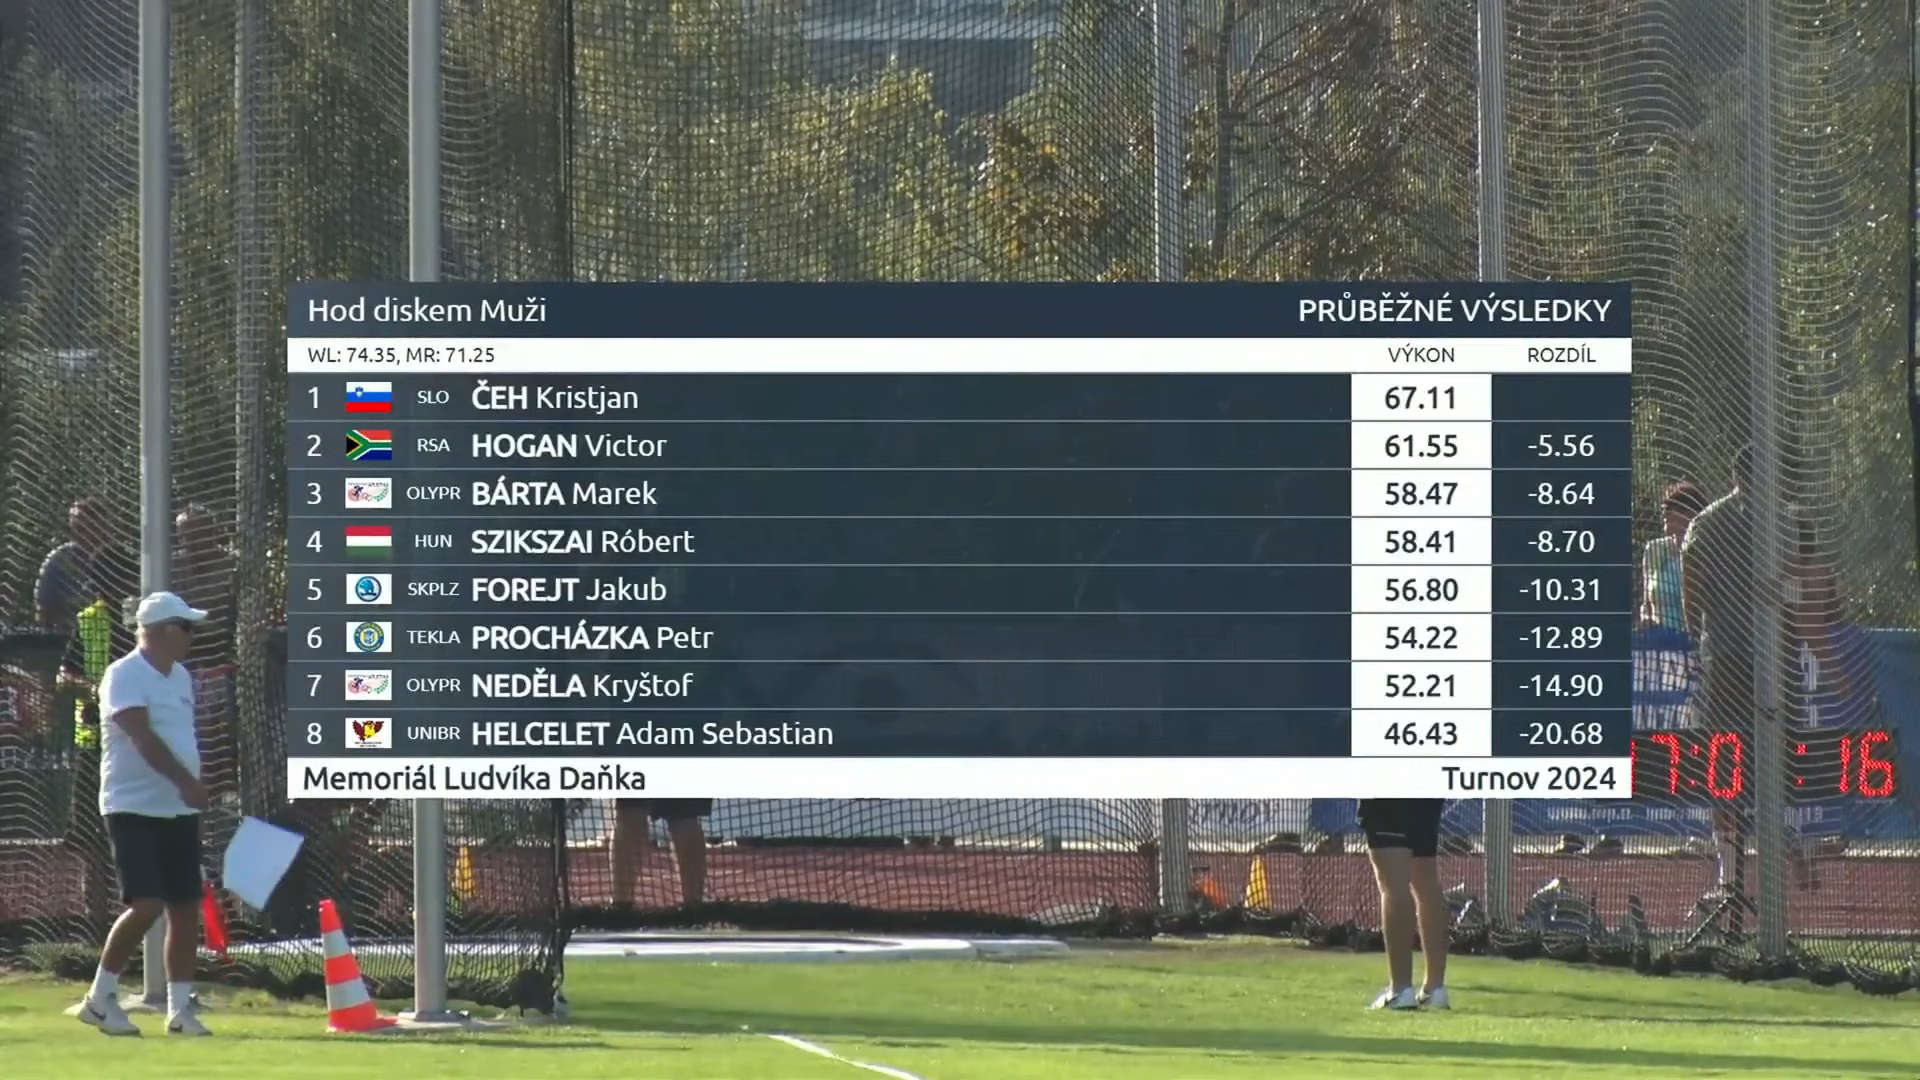 Hod diskem Muži PRŮBĚŽNÉ VÝSLEDKY
WL: 74.35, MR: 71.25 VÝKON ROZDÍL
1 SLO ČEH Kristjan 67.11
2 RSA HOGAN Victor 61.55 -5.56
3 OLYPR BÁRTA Marek 58.47 -8.64
4 HUN SZIKSZAI Róbert 58.41 -8.70
5 SKPLZ FOREJT Jakub 56.80 -10.31
6 TEKLA PROCHÁZKA Petr 54.22 -12.89
7 OLYPR NEDĚLA Kryštof 52.21 -14.90
8 UNIBR HELCELET Adam Sebastian 46.43 -20.68
Memoriál Ludvíka Daňka Turnov 2024
7:0 :16